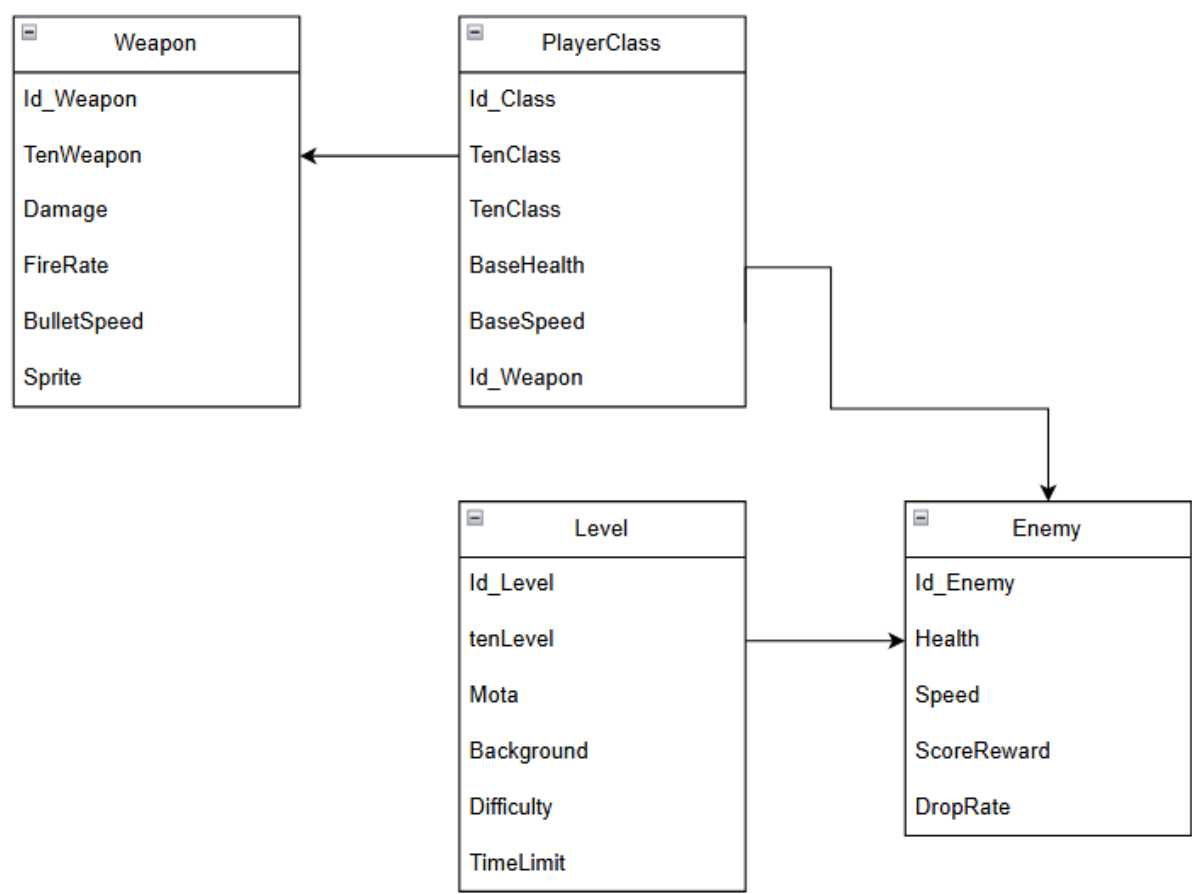 Weapon
Id_Weapon
TenWeapon
Damage
FireRate
BulletSpeed
Sprite
PlayerClass
Id_Class
TenClass
TenClass
BaseHealth
BaseSpeed
Id_Weapon
Level
Id_Level
tenLevel
Mota
Background
Difficulty
TimeLimit
Enemy
Id_Enemy
Health
Speed
ScoreReward
DropRate